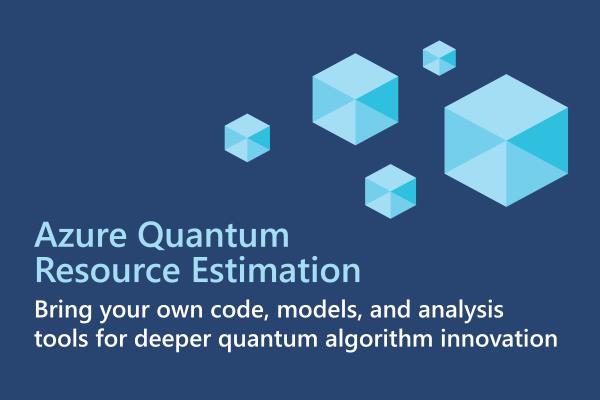 Azure Quantum
Resource Estimation
Bring your own code, models, and analysis
tools for deeper quantum algorithm innovation